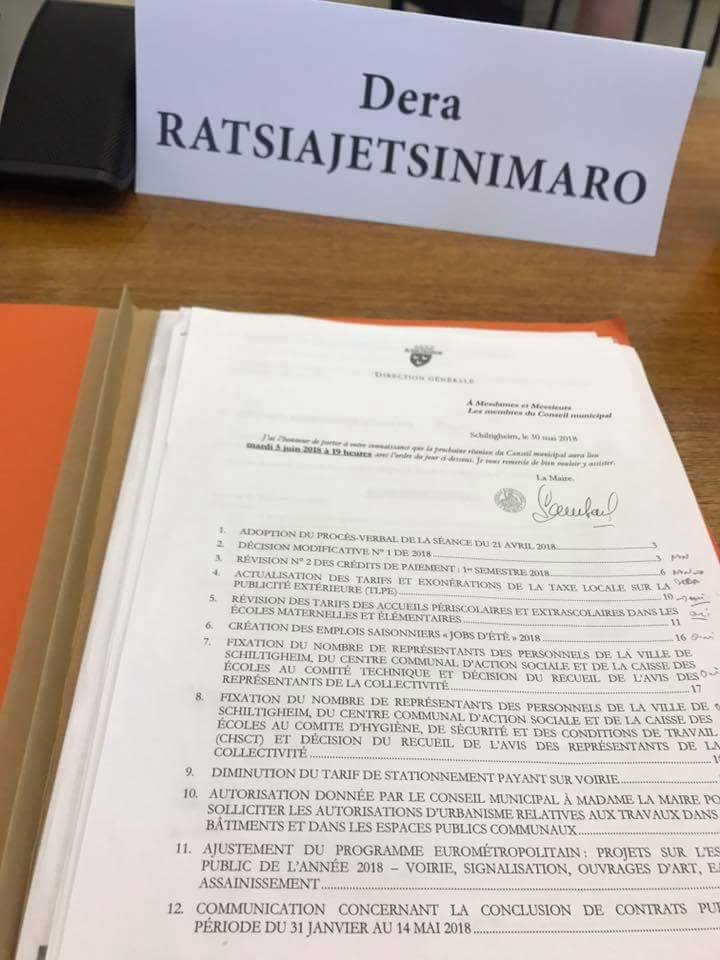 Dera
RATSIAJETSINIMARO
DIRECTION GÉNÉRALE
À Mesdames et Messieurs
Les membres du Conseil municipal
Schiltigheim, le 30 mai 2018
J'ai l'honneur de porter à votre connaissance que la prochaine réunion du Conseil municipal aura lieu
mardi 5 juin 2018 à 19 heures avec l'ordre du jour ci-dessous. Je vous remercie de bien vouloir y assister.
La Maire.
1. ADOPTION DU PROCÈS-VERBAL DE LA SÉANCE DU 21 AVRIL 2018 3
2. DÉCISION MODIFICATIVE N° 1 DE 2018 3 non
3. RÉVISION N° 2 DES CRÉDITS DE PAIEMENT : 1er SEMESTRE 2018 6
4. ACTUALISATION DES TARIFS ET EXONÉRATIONS DE LA TAXE LOCALE SUR LA
PUBLICITÉ EXTÉRIEURE (TLPE) 10
5. RÉVISION DES TARIFS DES ACCUEILS PÉRISCOLAIRES ET EXTRASCOLAIRES DANS LES
ÉCOLES MATERNELLES ET ÉLÉMENTAIRES 11
6. CRÉATION DES EMPLOIS SAISONNIERS « JOBS D'ÉTÉ » 2018 16 oui
7. FIXATION DU NOMBRE DE REPRÉSENTANTS DES PERSONNELS DE LA VILLE DE
SCHILTIGHEIM, DU CENTRE COMMUNAL D'ACTION SOCIALE ET DE LA CAISSE DES
ÉCOLES AU COMITÉ TECHNIQUE ET DÉCISION DU RECUEIL DE L'AVIS DES oui
REPRÉSENTANTS DE LA COLLECTIVITÉ 17
8. FIXATION DU NOMBRE DE REPRÉSENTANTS DES PERSONNELS DE LA VILLE DE
SCHILTIGHEIM, DU CENTRE COMMUNAL D'ACTION SOCIALE ET DE LA CAISSE DES
ÉCOLES AU COMITE D'HYGIÈNE, DE SÉCURITÉ ET DES CONDITIONS DE TRAVAIL
(CHSCT) ET DÉCISION DU RECUEIL DE L'AVIS DES REPRÉSENTANTS DE LA
COLLECTIVITÉ
9. DIMINUTION DU TARIF DE STATIONNEMENT PAYANT SUR VOIRIE
10. AUTORISATION DONNÉE PAR LE CONSEIL MUNICIPAL À MADAME LA MAIRE PO
SOLLICITER LES AUTORISATIONS D'URBANISME RELATIVES AUX TRAVAUX DANS
BÂTIMENTS ET DANS LES ESPACES PUBLICS COMMUNAUX
11. AJUSTEMENT DU PROGRAMME EUROMÉTROPOLITAIN : PROJETS SUR L'ES
PUBLIC DE L'ANNÉE 2018 – VOIRIE, SIGNALISATION, OUVRAGES D'ART, EA
ASSAINISSEMENT
12. COMMUNICATION CONCERNANT LA CONCLUSION DE CONTRATS PU
PÉRIODE DU 31 JANVIER AU 14 MAI 2018